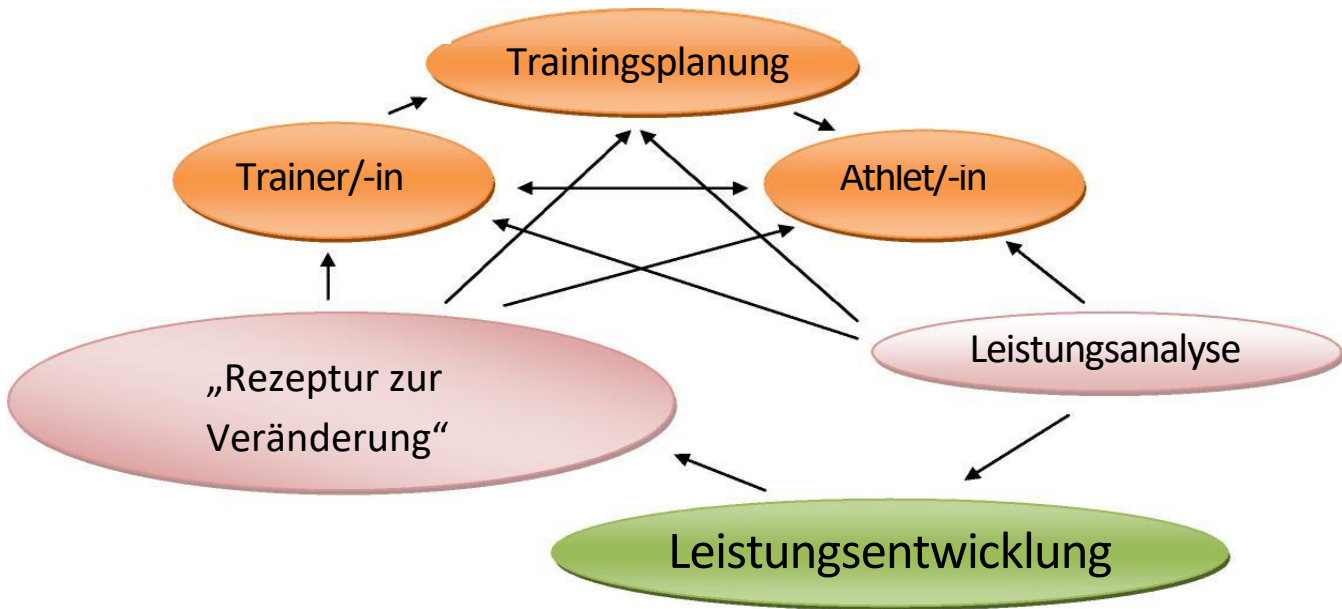 Trainingsplanung
Trainer/-in
Athlet/-in
„Rezeptur zur
Veränderung“
Leistungsanalyse
Leistungsentwicklung